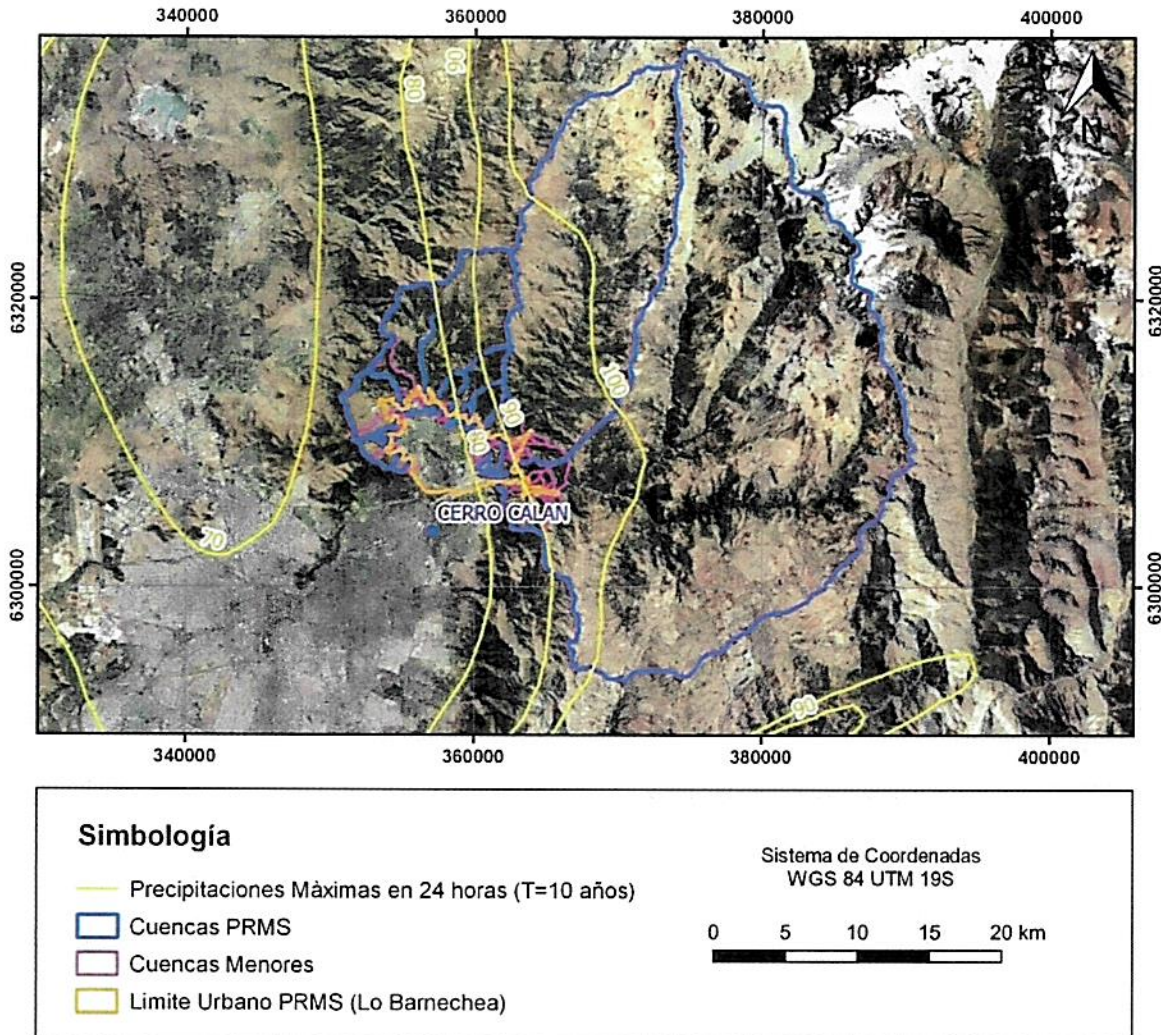 340000 360000 380000 400000
90
80
N
6320000 6320000
100
90
80
CERRO CALAN
70
6300000 6300000
90
340000 360000 380000 400000
Simbología
Precipitaciones Màximas en 24 horas (T=10 años)
Cuencas PRMS
Cuencas Menores
Limite Urbano PRMS (Lo Barnechea)
Sistema de Coordenadas
WGS 84 UTM 19S
0 5 10 15 20 km